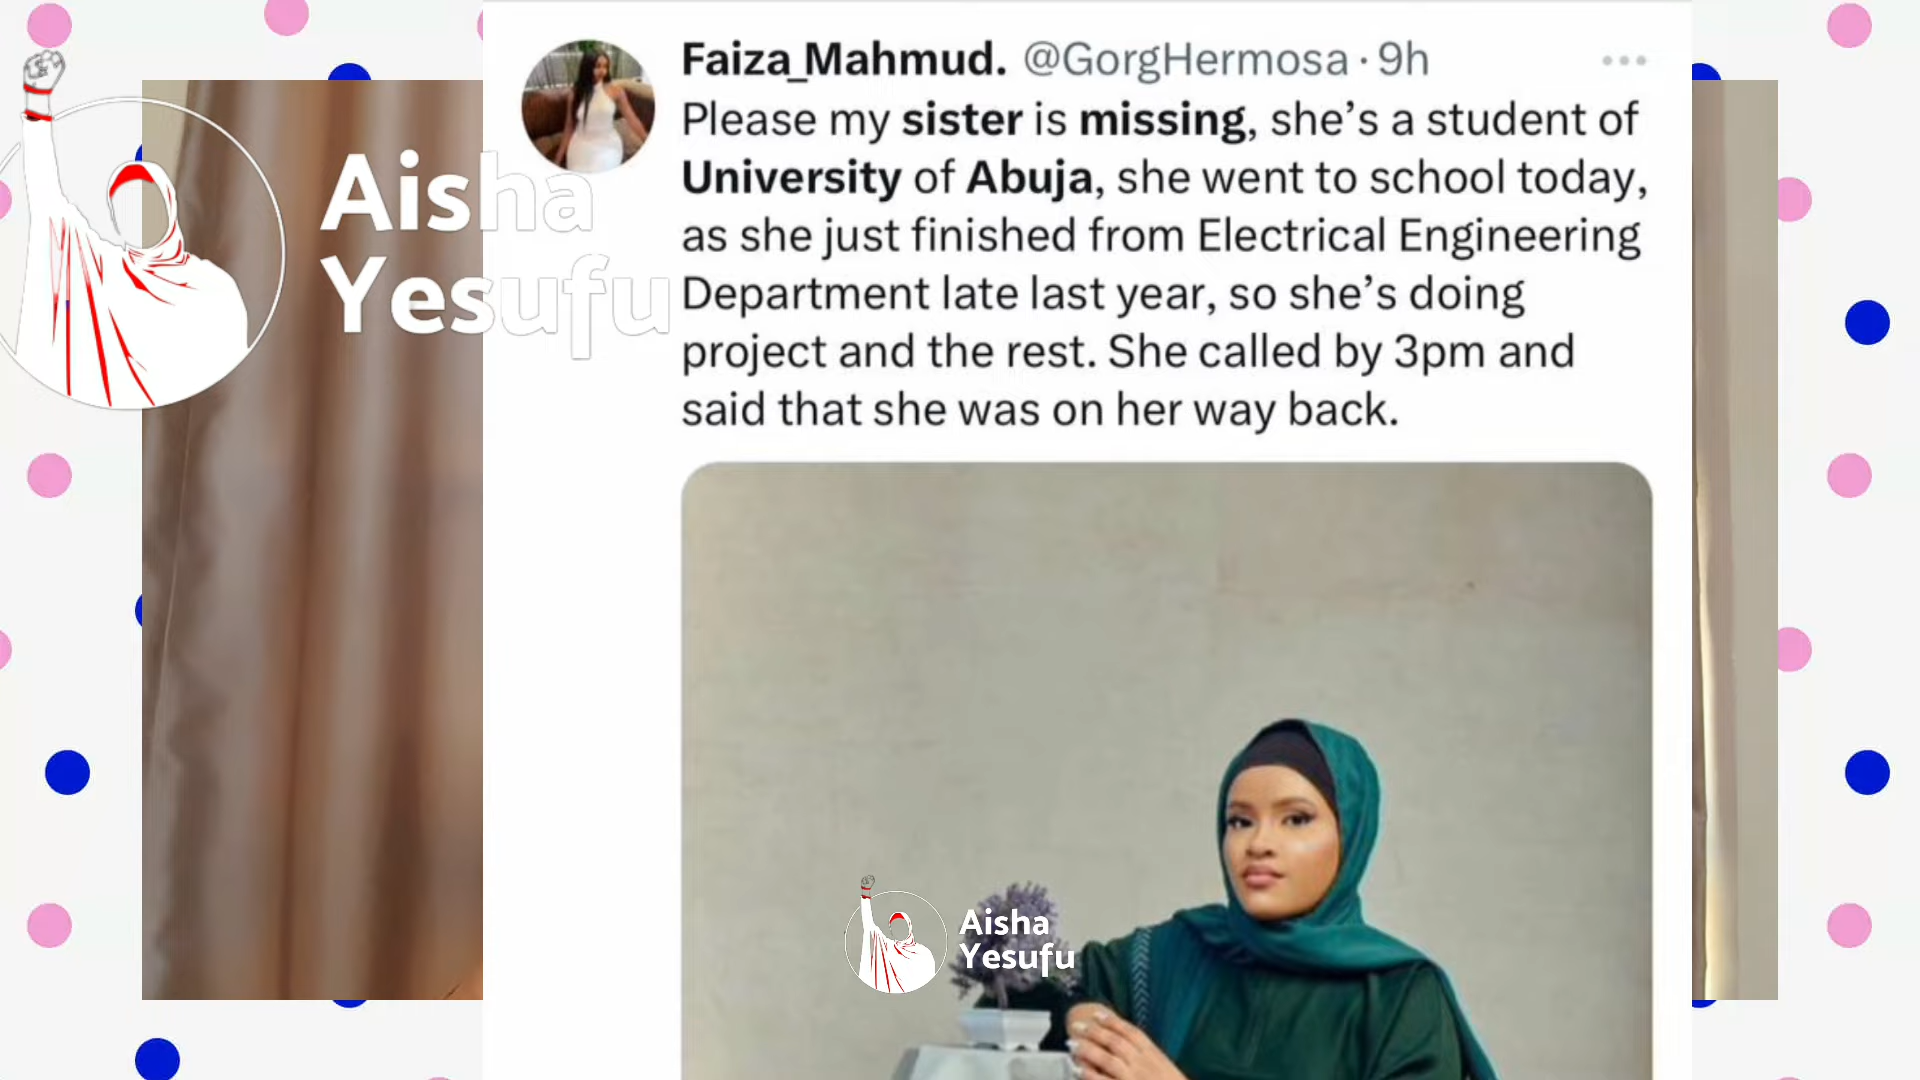 Aisha
Yesufu
Faiza_Mahmud. @GorgHermosa · 9h
Please my sister is missing, she’s a student of
University of Abuja, she went to school today,
as she just finished from Electrical Engineering
Department late last year, so she’s doing
project and the rest. She called by 3pm and
said that she was on her way back.
Aisha
Yesufu